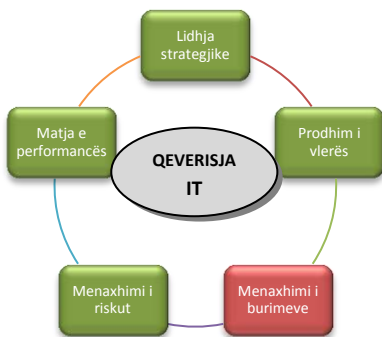 Lidhja
strategjike
Matja e
performancës
QEVERISJA
IT
Prodhim i
vlerës
Menaxhimi i
riskut
Menaxhimi i
burimeve